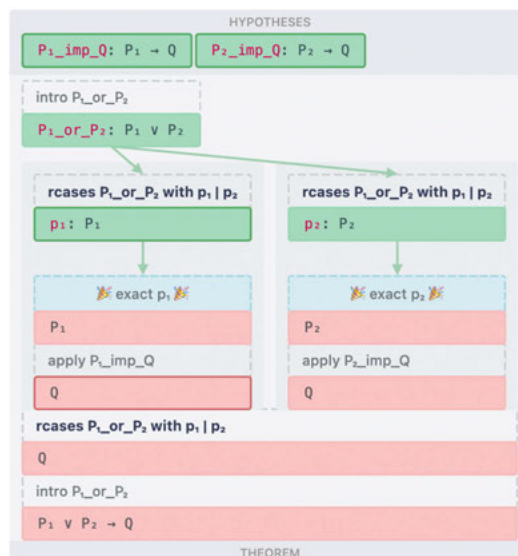 HYPOTHESES
P₁_imp_Q: P₁ → Q P₂_imp_Q: P₂ → Q
intro P₁_or_P₂
P₁_or_P₂: P₁ ∨ P₂
rcases P₁_or_P₂ with p₁ | p₂ rcases P₁_or_P₂ with p₁ | p₂
p₁: P₁ p₂: P₂
🎉 exact p₁ 🎉 🎉 exact p₂ 🎉
P₁ P₂
apply P₁_imp_Q apply P₂_imp_Q
Q Q
rcases P₁_or_P₂ with p₁ | p₂
Q
intro P₁_or_P₂
P₁ ∨ P₂ → Q
THEOREM